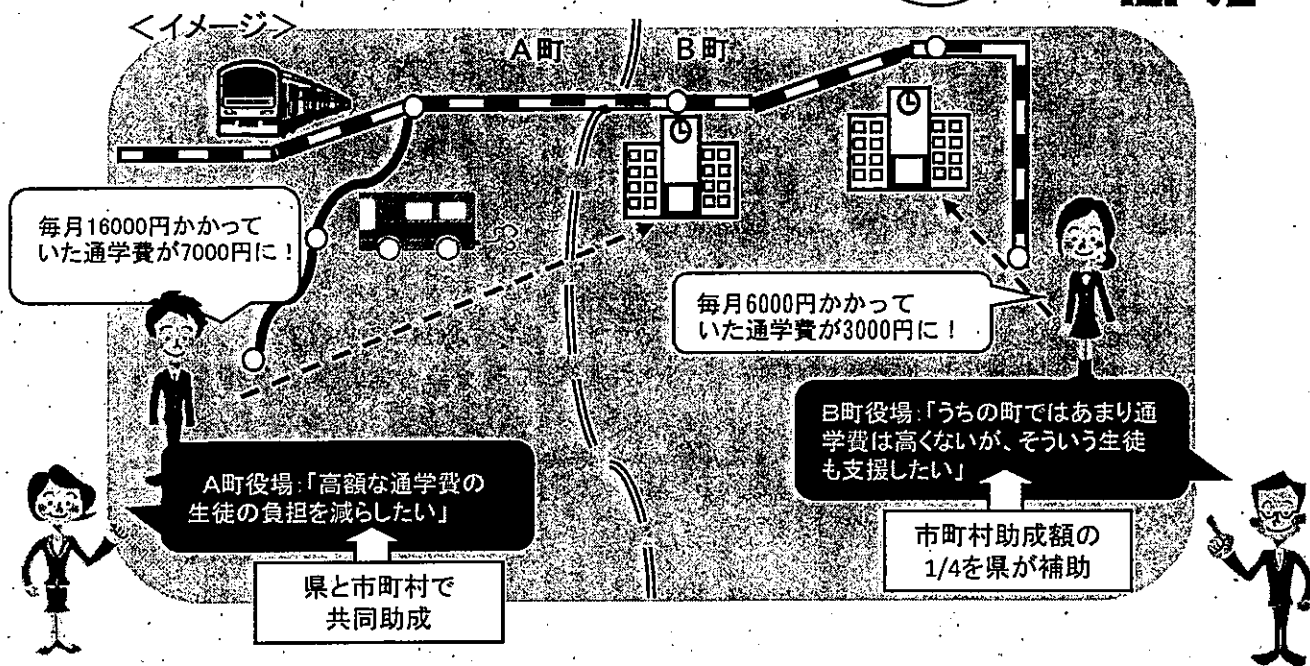 ＜イメージ＞
A町
B町
毎月16000円かかって
いた通学費が7000円に！
毎月6000円かかって
いた通学費が3000円に！
B町役場：「うちの町ではあまり通
学費は高くないが、そういう生徒
も支援したい」
A町役場：「高額な通学費の
生徒の負担を減らしたい」
市町村助成額の
1/4を県が補助
県と市町村で
共同助成